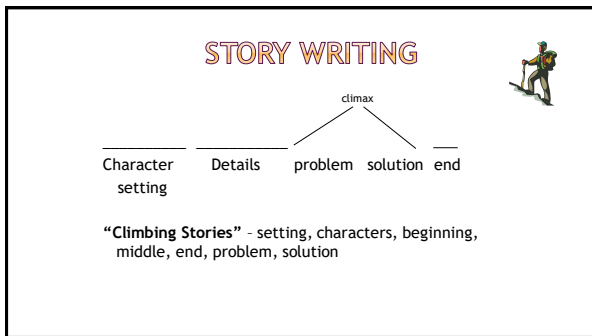 STORY WRITING
climax
Character Details problem solution end
setting
“Climbing Stories” – setting, characters, beginning,
middle, end, problem, solution